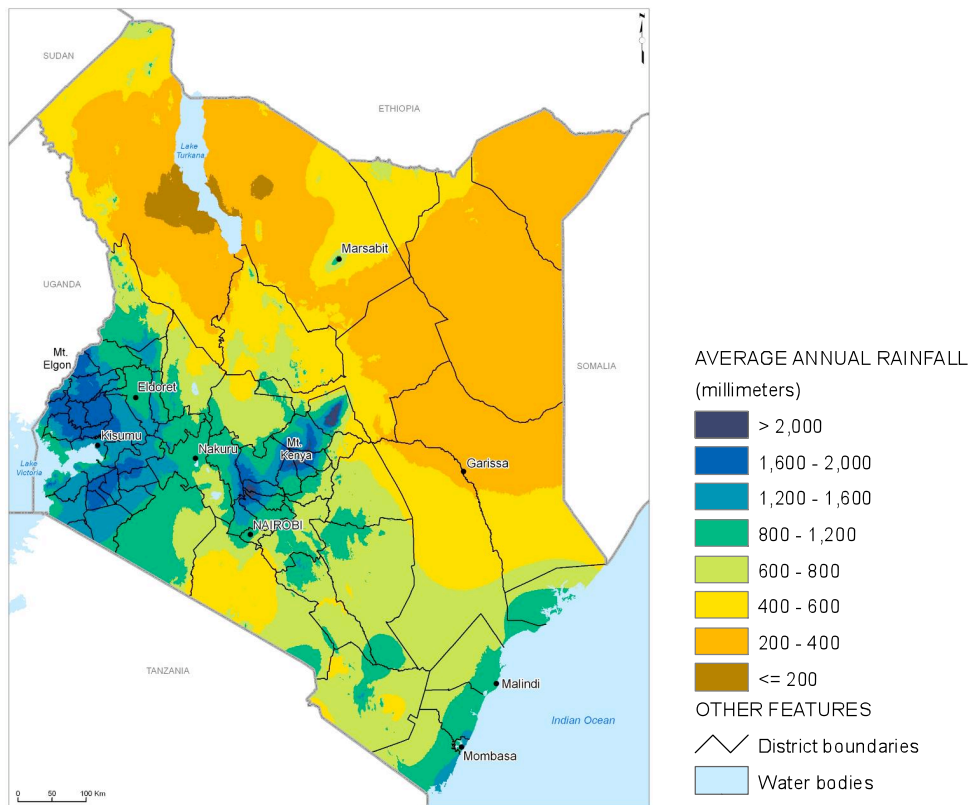 SUDAN
ETHIOPIA
Lake
Turkana
Marsabit
UGANDA
Mt.
Elgon
SOMALIA
Eldoret
Kisumu
Nakuru
Mt.
Kenya
Lake
Victoria
Garissa
NAIROBI
TANZANIA
Malindi
Indian Ocean
Mombasa
0 50 100 Km
AVERAGE ANNUAL RAINFALL
(millimeters)
> 2,000
1,600 - 2,000
1,200 - 1,600
800 - 1,200
600 - 800
400 - 600
200 - 400
<= 200
OTHER FEATURES
District boundaries
Water bodies